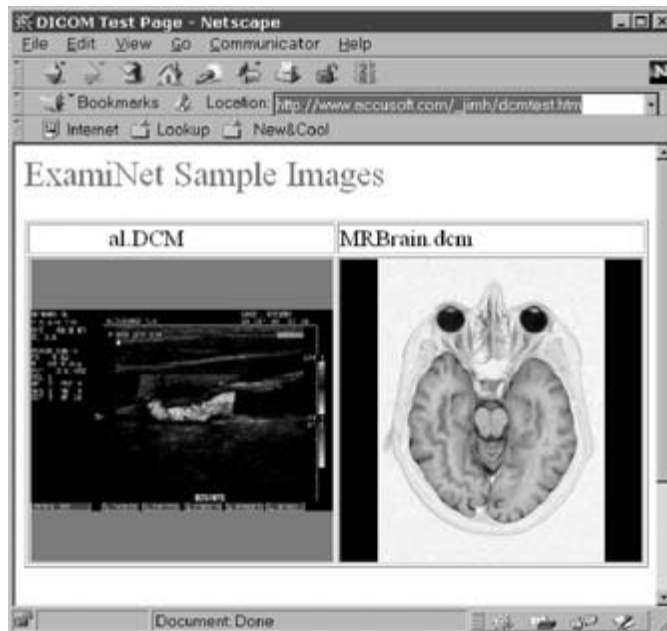 DICOM Test Page - Netscape
File Edit View Go Communicator Help
Bookmarks Location: http://www.accusoft.com/_jimh/dcmtest.htm
Internet Lookup New&Cool
ExamiNet Sample Images
al.DCM MRBrain.dcm
Document: Done